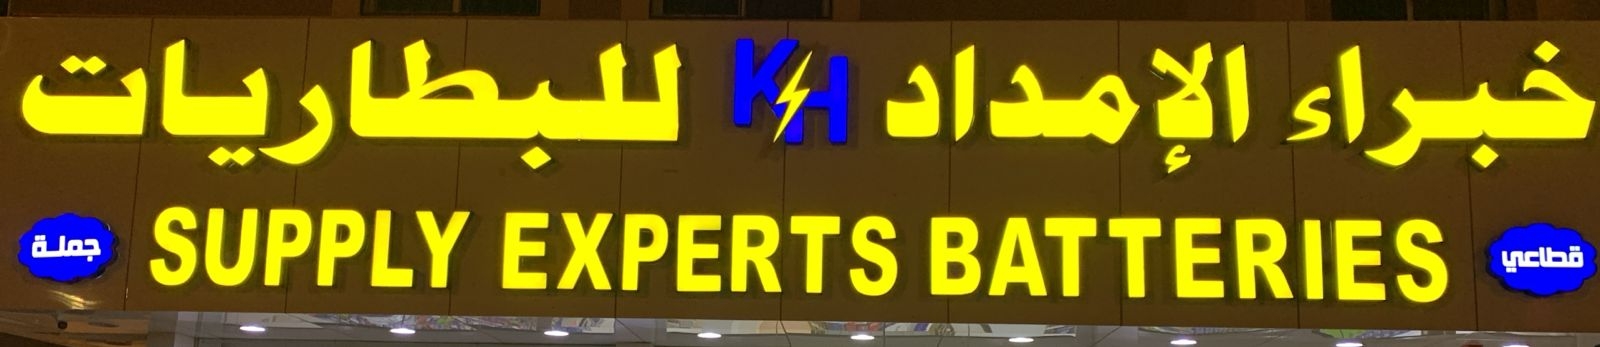 خبراء الإمداد KH للبطاريات
قطاعي
SUPPLY EXPERTS BATTERIES
جملة